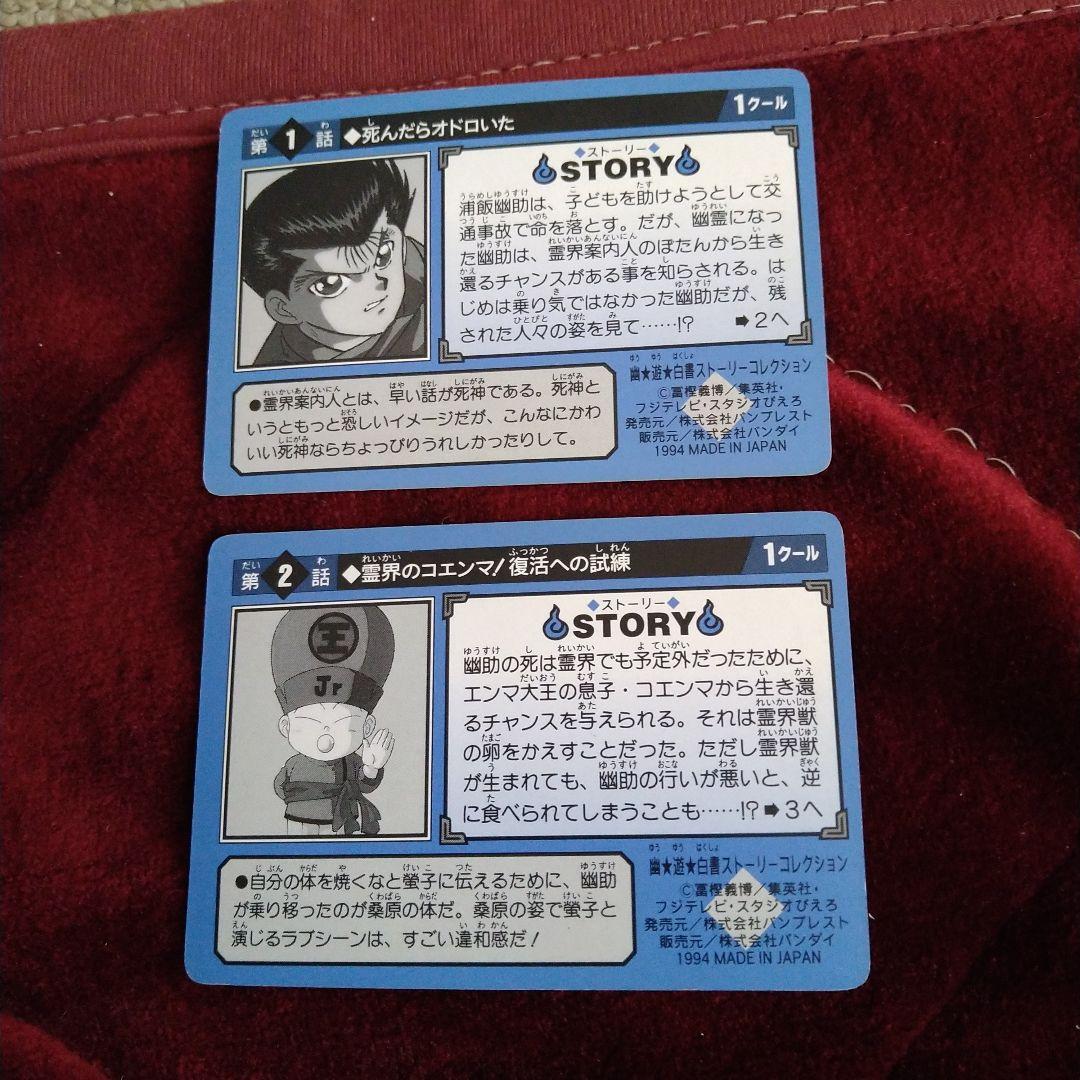 第1話 ◆死んだらオドロいた 1クール
◆ストーリー◆
STORY
浦飯幽助は、子どもを助けようとして交
通事故で命を落とす。だが、幽霊になっ
た幽助は、霊界案内人のぼたんから生き
還るチャンスがある事を知らされる。は
じめは乗り気ではなかった幽助だが、残
された人々の姿を見て……!? ➡2へ
●霊界案内人とは、早い話が死神である。死神と
いうともっと恐しいイメージだが、こんなにかわ
いい死神ならちょっぴりうれしかったりして。
幽★遊★白書ストーリーコレクション
©冨樫義博/集英社・
フジテレビ・スタジオぴえろ
発売元/株式会社バンプレスト
販売元/株式会社バンダイ
1994 MADE IN JAPAN
第2話 ◆霊界のコエンマ!復活への試練 1クール
王
Jr
◆ストーリー◆
STORY
幽助の死は霊界でも予定外だったために、
エンマ大王の息子・コエンマから生き還
るチャンスを与えられる。それは霊界獣
の卵をかえすことだった。ただし霊界獣
が生まれても、幽助の行いが悪いと、逆
に食べられてしまうことも……!? ➡3へ
●自分の体を焼くなと螢子に伝えるために、幽助
が乗り移ったのが桑原の体だ。桑原の姿で螢子と
演じるラブシーンは、すごい違和感だ!
幽★遊★白書ストーリーコレクション
©冨樫義博/集英社・
フジテレビ・スタジオぴえろ
発売元/株式会社バンプレスト
販売元/株式会社バンダイ
1994 MADE IN JAPAN